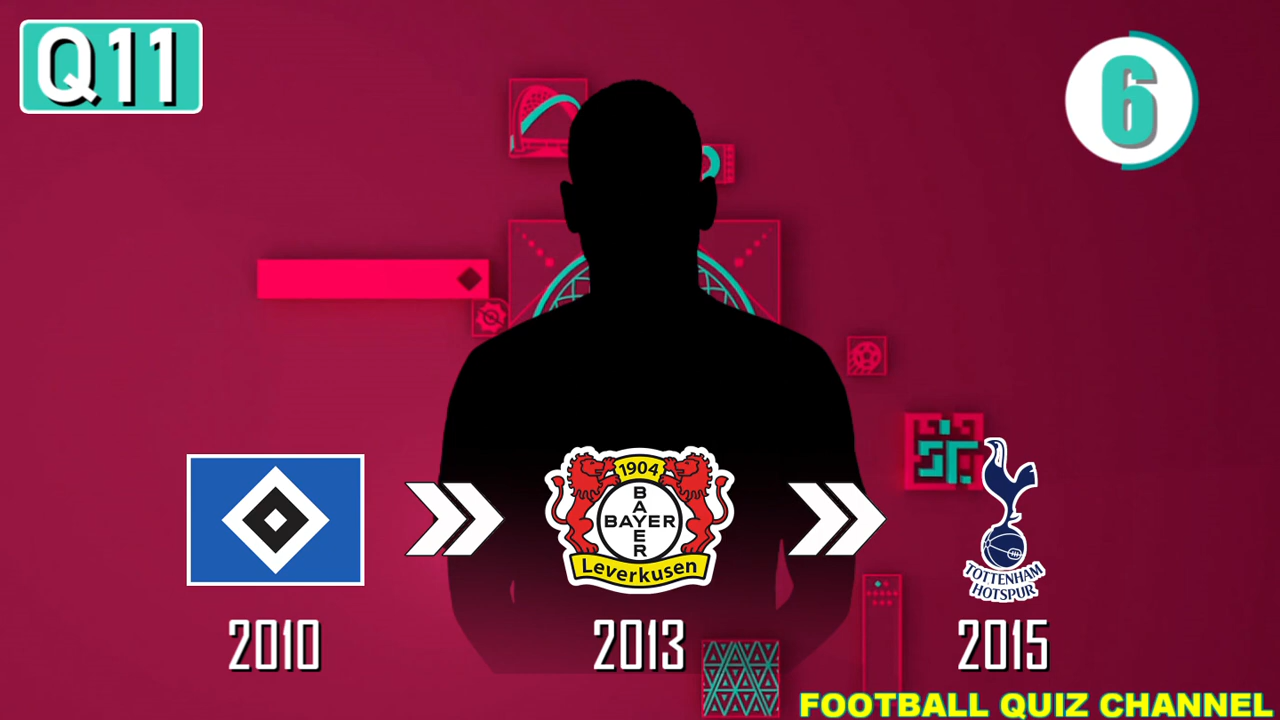 Q11
6
1904
BAYER
BAYER
Leverkusen
TOTTENHAM
HOTSPUR
2010
2013
2015
FOOTBALL QUIZ CHANNEL